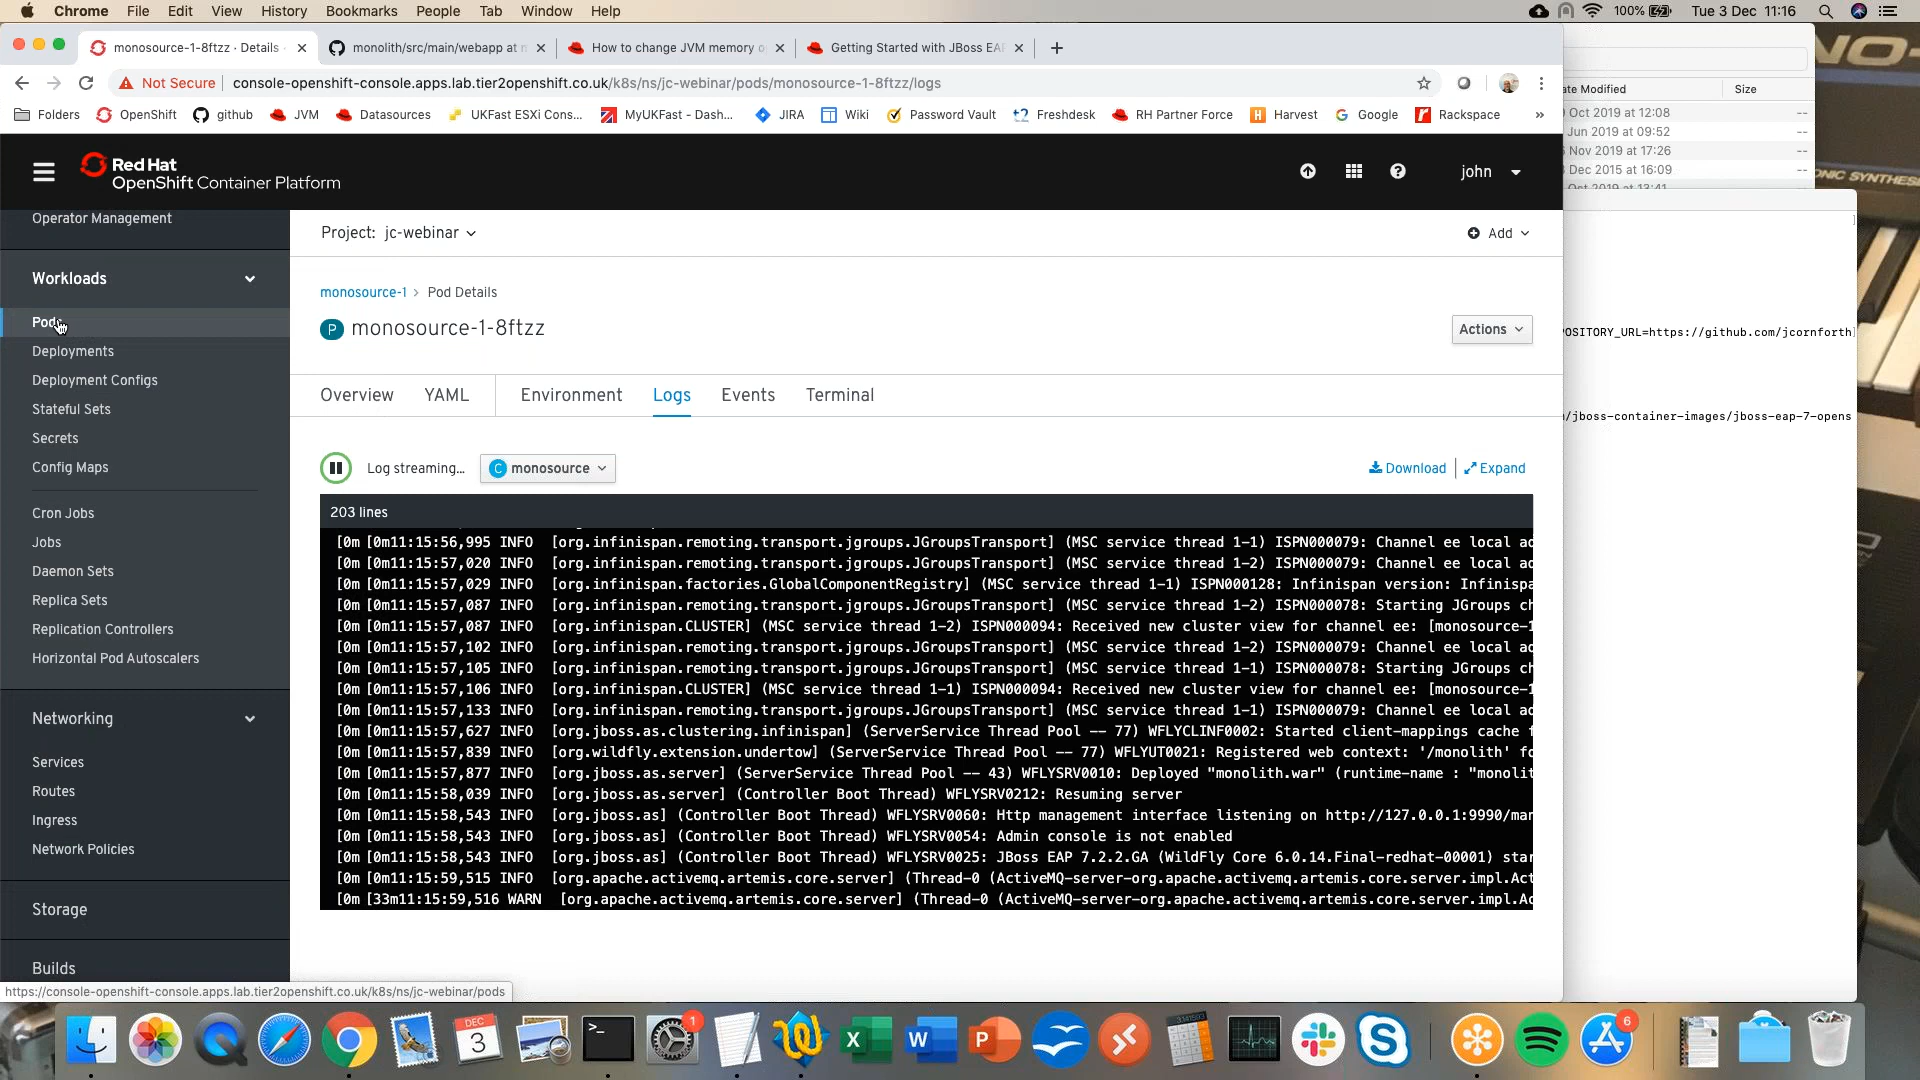 Chrome File Edit View History Bookmarks People Tab Window Help 100% Tue 3 Dec 11:16
monosource-1-8ftzz · Details
monolith/src/main/webapp at
How to change JVM memory
Getting Started with JBoss EA
Not Secure console-openshift-console.apps.lab.tier2openshift.co.uk/k8s/ns/jc-webinar/pods/monosource-1-8ftzz/logs
Folders OpenShift github JVM Datasources UKFast ESXi Cons... MyUKFast - Dash... JIRA Wiki Password Vault Freshdesk RH Partner Force Harvest Google Rackspace »
ate Modified Size
Oct 2019 at 12:08 --
Jun 2019 at 09:52 --
Nov 2019 at 17:26 --
Dec 2015 at 16:09 --
Oct 2019 at 13:41
NO-
ONIC SYNTHES
Red Hat
OpenShift Container Platform
john
Operator Management
Workloads
Pods
Deployments
Deployment Configs
Stateful Sets
Secrets
Config Maps
Cron Jobs
Jobs
Daemon Sets
Replica Sets
Replication Controllers
Horizontal Pod Autoscalers
Networking
Services
Routes
Ingress
Network Policies
Storage
Builds
https://console-openshift-console.apps.lab.tier2openshift.co.uk/k8s/ns/jc-webinar/pods
Project: jc-webinar
Add
monosource-1 > Pod Details
P monosource-1-8ftzz
Actions
Overview YAML Environment Logs Events Terminal
Log streaming... C monosource
Download Expand
203 lines
[0m [0m11:15:56,995 INFO [org.infinispan.remoting.transport.jgroups.JGroupsTransport] (MSC service thread 1-1) ISPN000079: Channel ee local ad
[0m [0m11:15:57,020 INFO [org.infinispan.remoting.transport.jgroups.JGroupsTransport] (MSC service thread 1-2) ISPN000079: Channel ee local ad
[0m [0m11:15:57,029 INFO [org.infinispan.factories.GlobalComponentRegistry] (MSC service thread 1-1) ISPN000128: Infinispan version: Infinispa
[0m [0m11:15:57,087 INFO [org.infinispan.remoting.transport.jgroups.JGroupsTransport] (MSC service thread 1-2) ISPN000078: Starting JGroups ch
[0m [0m11:15:57,087 INFO [org.infinispan.CLUSTER] (MSC service thread 1-2) ISPN000094: Received new cluster view for channel ee: [monosource-1
[0m [0m11:15:57,102 INFO [org.infinispan.remoting.transport.jgroups.JGroupsTransport] (MSC service thread 1-2) ISPN000079: Channel ee local ad
[0m [0m11:15:57,105 INFO [org.infinispan.remoting.transport.jgroups.JGroupsTransport] (MSC service thread 1-1) ISPN000078: Starting JGroups ch
[0m [0m11:15:57,106 INFO [org.infinispan.CLUSTER] (MSC service thread 1-1) ISPN000094: Received new cluster view for channel ee: [monosource-1
[0m [0m11:15:57,133 INFO [org.infinispan.remoting.transport.jgroups.JGroupsTransport] (MSC service thread 1-1) ISPN000079: Channel ee local ad
[0m [0m11:15:57,627 INFO [org.jboss.as.clustering.infinispan] (ServerService Thread Pool -- 77) WFLYCLINF0002: Started client-mappings cache f
[0m [0m11:15:57,839 INFO [org.wildfly.extension.undertow] (ServerService Thread Pool -- 77) WFLYUT0021: Registered web context: '/monolith' fo
[0m [0m11:15:57,877 INFO [org.jboss.as.server] (ServerService Thread Pool -- 43) WFLYSRV0010: Deployed "monolith.war" (runtime-name : "monolit
[0m [0m11:15:58,039 INFO [org.jboss.as.server] (Controller Boot Thread) WFLYSRV0212: Resuming server
[0m [0m11:15:58,543 INFO [org.jboss.as] (Controller Boot Thread) WFLYSRV0060: Http management interface listening on http://127.0.0.1:9990/man
[0m [0m11:15:58,543 INFO [org.jboss.as] (Controller Boot Thread) WFLYSRV0054: Admin console is not enabled
[0m [0m11:15:58,543 INFO [org.jboss.as] (Controller Boot Thread) WFLYSRV0025: JBoss EAP 7.2.2.GA (WildFly Core 6.0.14.Final-redhat-00001) star
[0m [0m11:15:59,515 INFO [org.apache.activemq.artemis.core.server] (Thread-0 (ActiveMQ-server-org.apache.activemq.artemis.core.server.impl.Act
[0m [33m11:15:59,516 WARN [org.apache.activemq.artemis.core.server] (Thread-0 (ActiveMQ-server-org.apache.activemq.artemis.core.server.impl.Ac
OSITORY_URL=https://github.com/jcornforth
/jboss-container-images/jboss-eap-7-opens
DEC
3
1
6